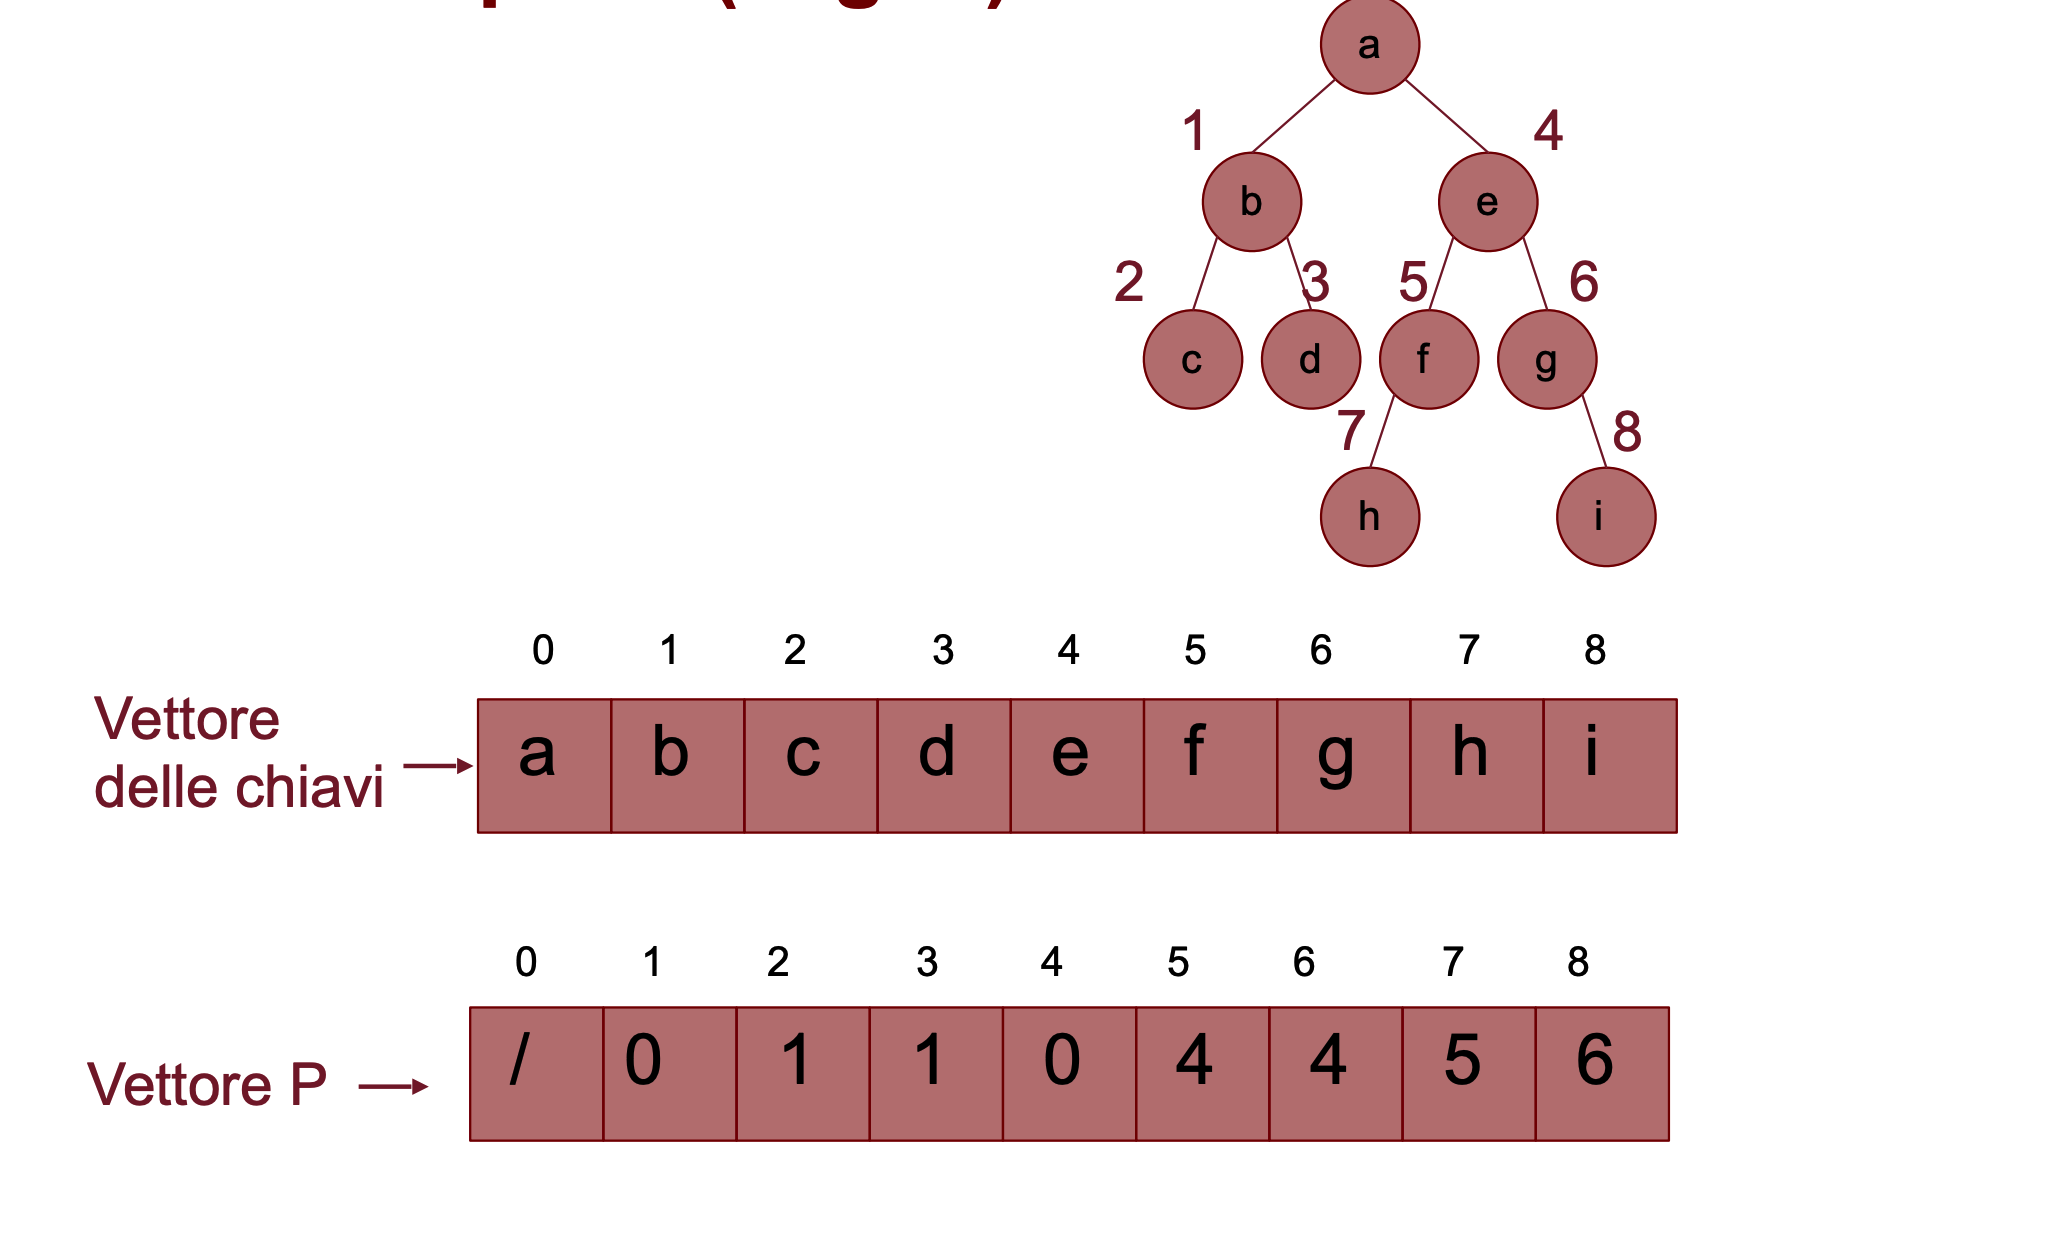 a
1 4
b e
2 3 5 6
c d f g
7 8
h i
0 1 2 3 4 5 6 7 8
Vettore
delle chiavi
a b c d e f g h i
0 1 2 3 4 5 6 7 8
Vettore P
/ 0 1 1 0 4 4 5 6